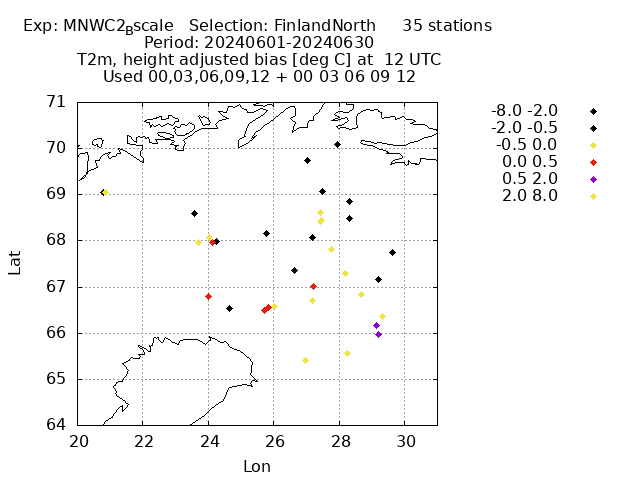 Exp: MNWC2Bscale Selection: FinlandNorth 35 stations
Period: 20240601-20240630
T2m, height adjusted bias [deg C] at 12 UTC
Used 00,03,06,09,12 + 00 03 06 09 12
-8.0 -2.0
-2.0 -0.5
-0.5 0.0
0.0 0.5
0.5 2.0
2.0 8.0
71
70
69
68
67
66
65
64
Lat
20 22 24 26 28 30
Lon